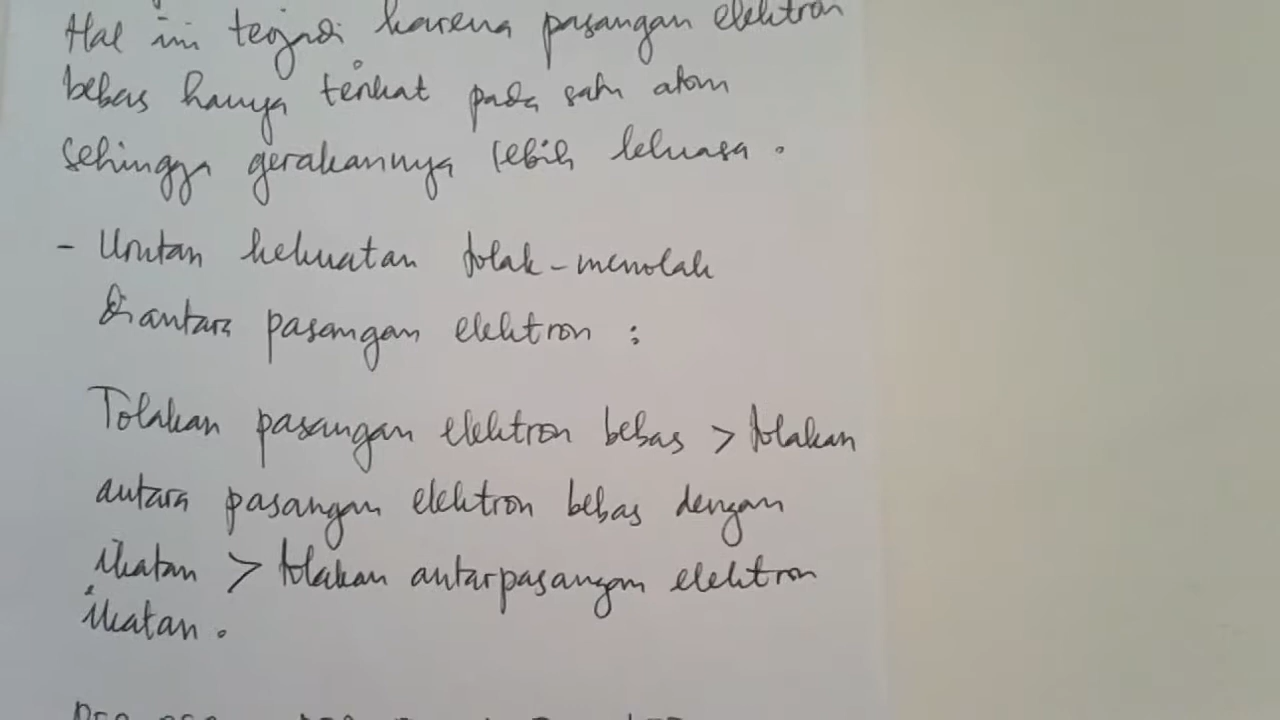 Hal ini terjadi karena pasangan elektron
bebas hanya terikat pada satu atom
sehingga gerakannya lebih leluasa.
- Urutan kekuatan tolak-menolak
diantara pasangan elektron :
Tolakan pasangan elektron bebas > tolakan
antara pasangan elektron bebas dengan
ikatan > tolakan antarpasangan elektron
ikatan.